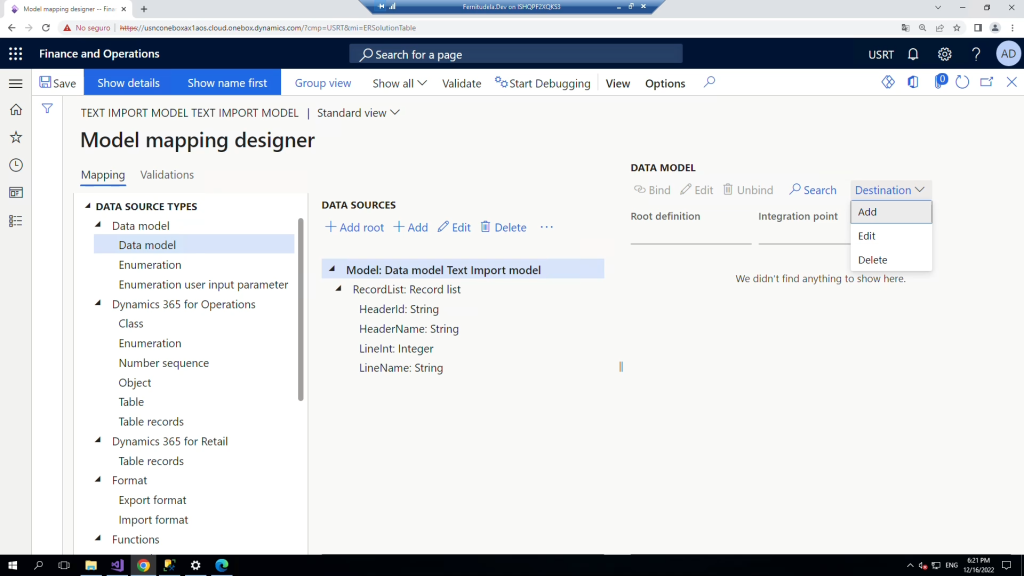 Fernitudela.Dev on ISHQPF2XQKS3
Model mapping designer -- Fina
No seguro
https://usnconeboxax1aos.cloud.onebox.dynamics.com/?cmp=USRT&mi=ERSolutionTable
Finance and Operations
Search for a page
USRT
AD
Save
Show details
Show name first
Group view
Show all
Validate
Start Debugging
View
Options
0
TEXT IMPORT MODEL TEXT IMPORT MODEL | Standard view
Model mapping designer
Mapping
Validations
DATA SOURCE TYPES
Data model
Data model
Enumeration
Enumeration user input parameter
Dynamics 365 for Operations
Class
Enumeration
Number sequence
Object
Table
Table records
Dynamics 365 for Retail
Table records
Format
Export format
Import format
Functions
DATA SOURCES
Add root
Add
Edit
Delete
Model: Data model Text Import model
RecordList: Record list
HeaderId: String
HeaderName: String
LineInt: Integer
LineName: String
DATA MODEL
Bind
Edit
Unbind
Search
Destination
Add
Edit
Delete
Root definition
Integration point
We didn't find anything to show here.
ENG
6:21 PM
12/16/2022